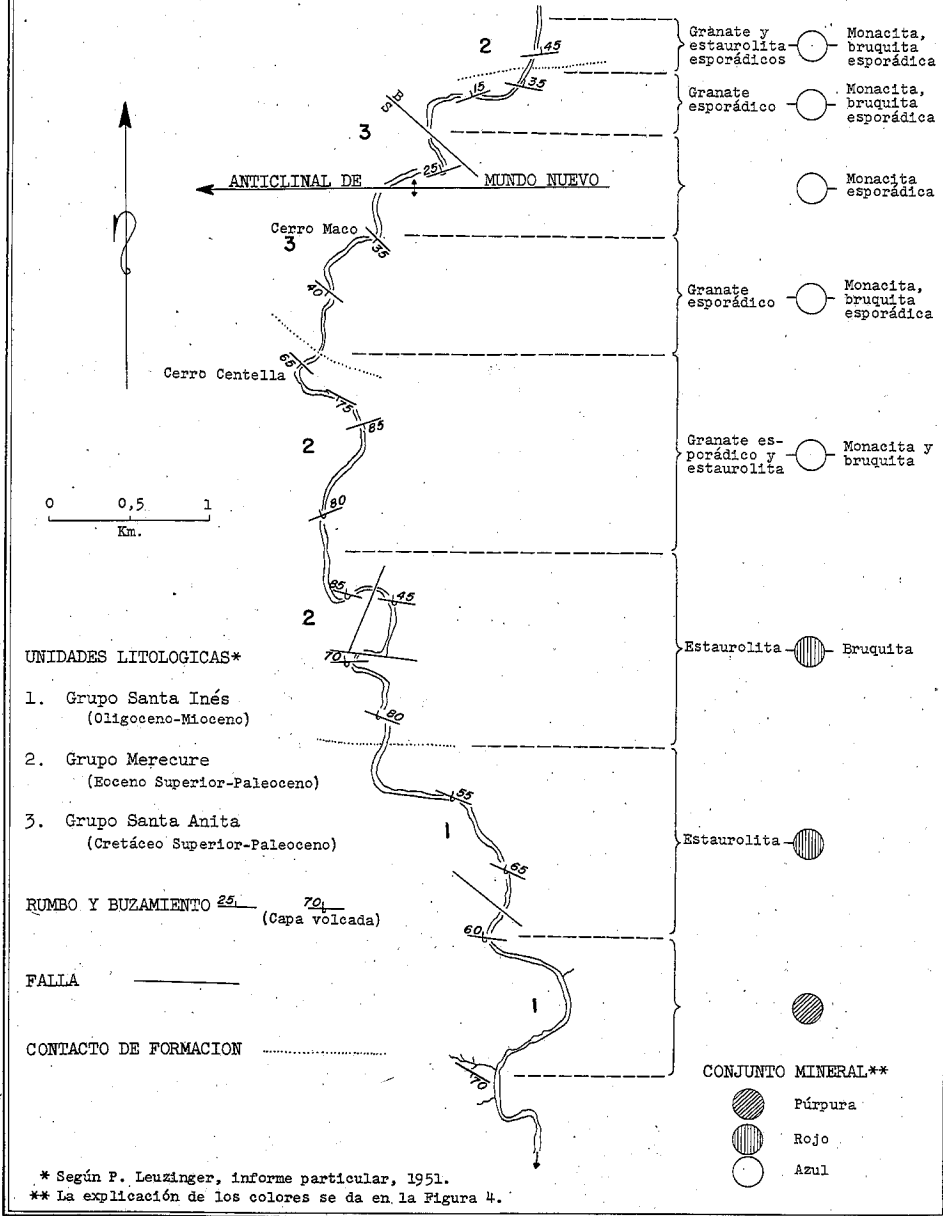 2
45
Granate y
estaurolita
esporádicos
Monacita,
bruquita
esporádica
15
35
Granate
esporádico
Monacita,
bruquita
esporádica
B
S
3
25
ANTICLINAL DE MUNDO NUEVO
Monacita
esporádica
N
Cerro Maco
3
35
40
Granate
esporádico
Monacita,
bruquita
esporádica
65
Cerro Centella
75
85
2
Granate es-
porádico y
estaurolita
Monacita y
bruquita
0 0,5 1
Km.
80
85
45
2
70
Estaurolita
Bruquita
UNIDADES LITOLOGICAS*
1. Grupo Santa Inés
(Oligoceno-Mioceno)
80
2. Grupo Merecure
(Eoceno Superior-Paleoceno)
55
1
3. Grupo Santa Anita
(Cretáceo Superior-Paleoceno)
Estaurolita
65
RUMBO Y BUZAMIENTO 25 70
(Capa volcada)
60
FALLA
1
CONTACTO DE FORMACION
70
CONJUNTO MINERAL**
Púrpura
Rojo
Azul
* Según P. Leuzinger, informe particular, 1951.
** La explicación de los colores se da en la Figura 4.